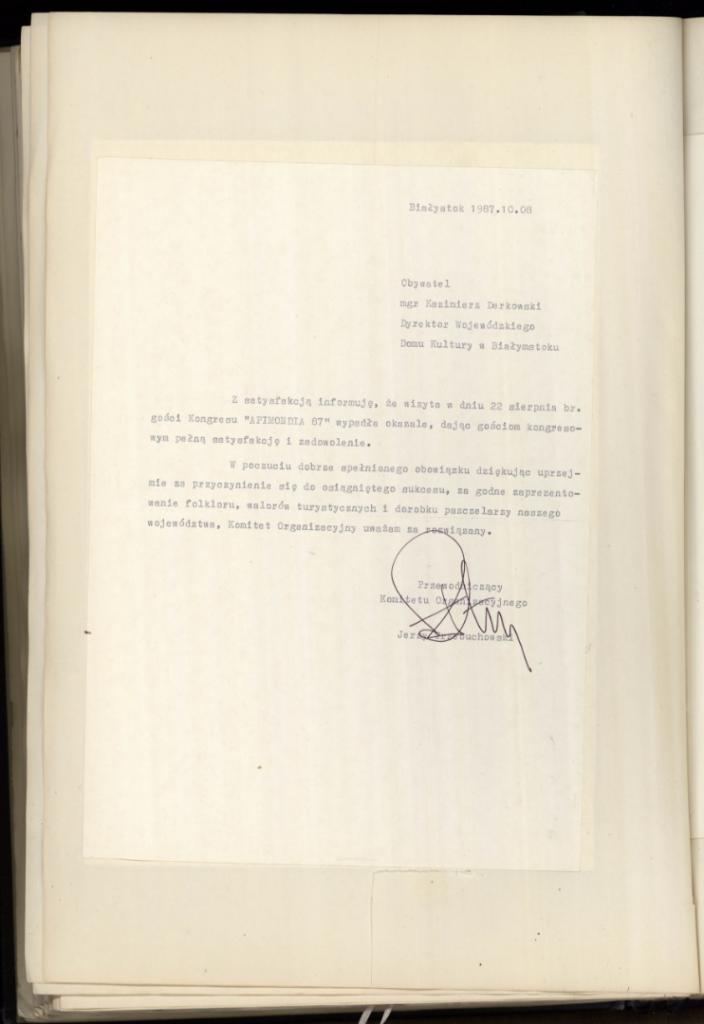 Białystok 1987.10.08
Obywatel
mgr Kazimierz Derkowski
Dyrektor Wojewódzkiego
Domu Kultury w Białymstoku
Z satysfakcją informuję, że wizyta w dniu 22 sierpnia br.
gości Kongresu "APIMONDIA 87" wypadła okazale, dając gościom kongreso-
wym pełną satysfakcję i zadowolenie.
W poczuciu dobrze spełnionego obowiązku dziękując uprzej-
mie za przyczynienie się do osiągniętego sukcesu, za godne zaprezento-
wanie folkloru, walorów turystycznych i dorobku pszczelarzy naszego
województwa, Komitet Organizacyjny uważam za rozwiązany.
Przewodniczący
Komitetu Organizacyjnego
Jerzy